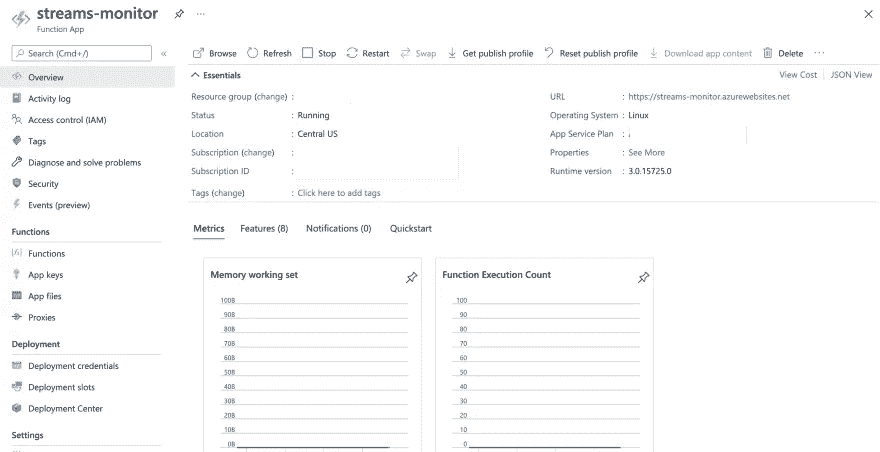 streams-monitor
Function App
Search (Cmd+/)
«
Overview
Activity log
Access control (IAM)
Tags
Diagnose and solve problems
Security
Events (preview)
Functions
Functions
App keys
App files
Proxies
Deployment
Deployment credentials
Deployment slots
Deployment Center
Settings
Browse Refresh Stop Restart Swap Get publish profile Reset publish profile Download app content Delete ...
Essentials
View Cost | JSON View
Resource group (change) :
Status : Running
Location : Central US
Subscription (change) :
Subscription ID :
Tags (change) : Click here to add tags
URL : https://streams-monitor.azurewebsites.net
Operating System : Linux
App Service Plan :
Properties : See More
Runtime version : 3.0.15725.0
Metrics Features (8) Notifications (0) Quickstart
Memory working set
100B
90B
80B
70B
60B
50B
40B
30B
20B
10B
0B
Function Execution Count
100
90
80
70
60
50
40
30
20
10
0